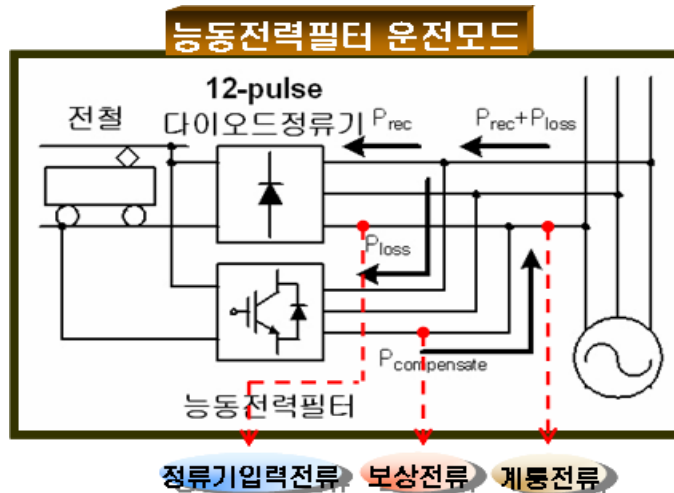 능동전력필터 운전모드
12-pulse
전철
다이오드정류기
Prec
Prec+Ploss
Ploss
Pcompensate
능동전력필터
정류기입력전류
보상전류
계통전류